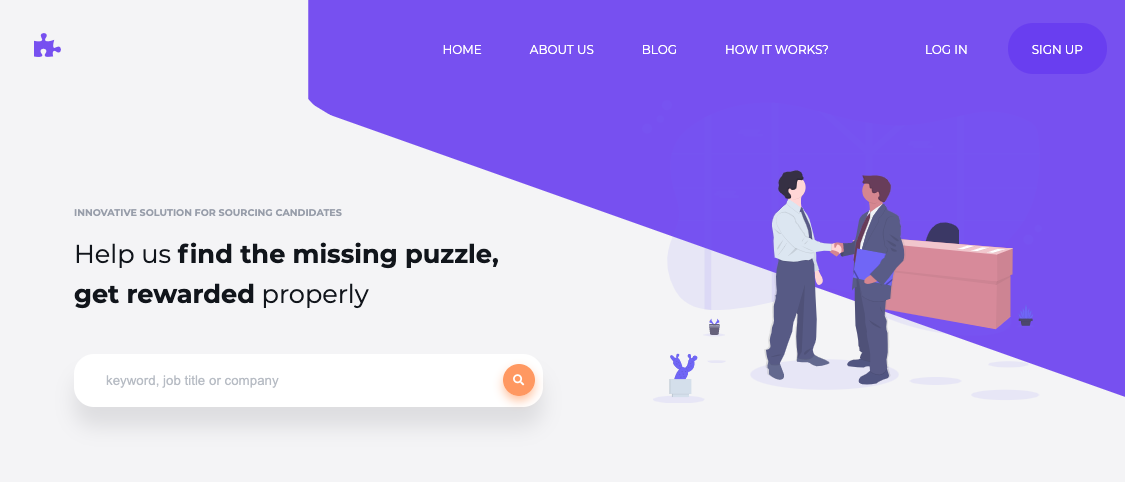 HOME ABOUT US BLOG HOW IT WORKS? LOG IN SIGN UP
INNOVATIVE SOLUTION FOR SOURCING CANDIDATES
Help us find the missing puzzle,
get rewarded properly
keyword, job title or company